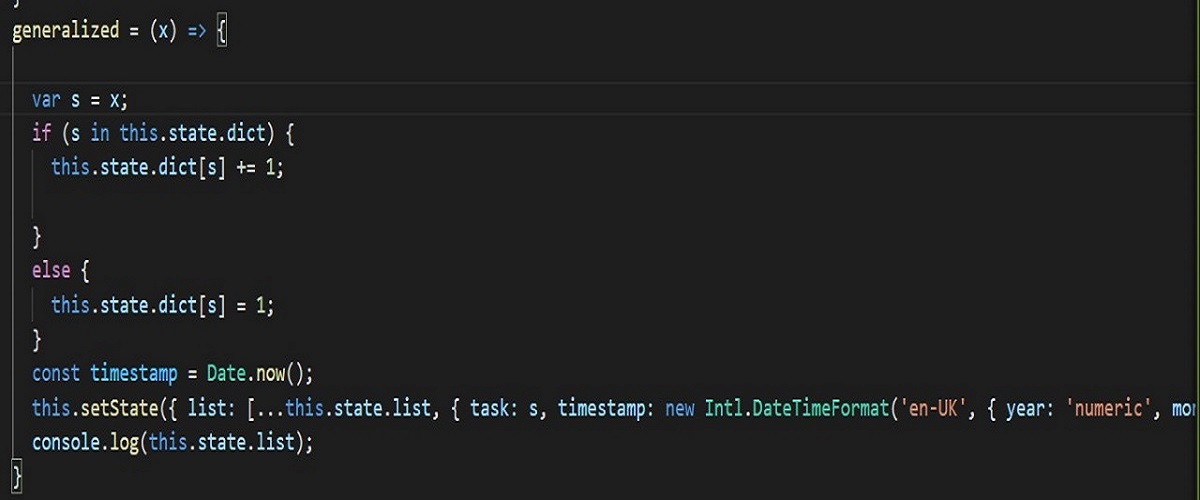 }
generalized = (x) => {
var s = x;
if (s in this.state.dict) {
this.state.dict[s] += 1;
}
else {
this.state.dict[s] = 1;
}
const timestamp = Date.now();
this.setState({ list: [...this.state.list, { task: s, timestamp: new Intl.DateTimeFormat('en-UK', { year: 'numeric', mo
console.log(this.state.list);
}